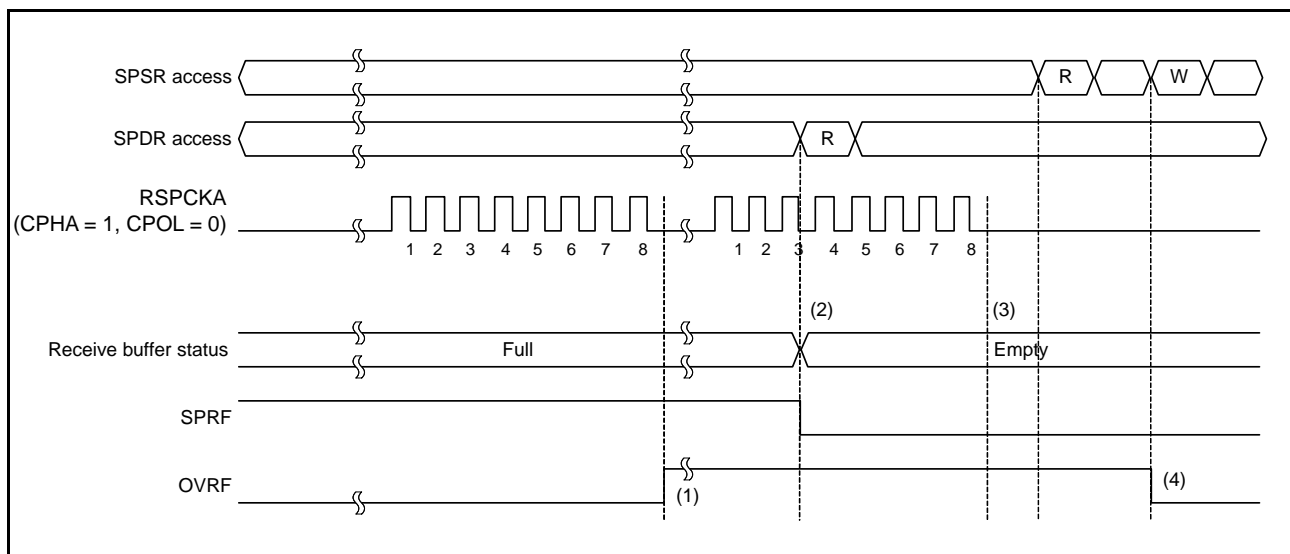 SPSR access
R
W
SPDR access
R
RSPCKA
(CPHA = 1, CPOL = 0)
1 2 3 4 5 6 7 8 1 2 3 4 5 6 7 8
(2) (3)
Receive buffer status Full Empty
SPRF
OVRF (1) (4)